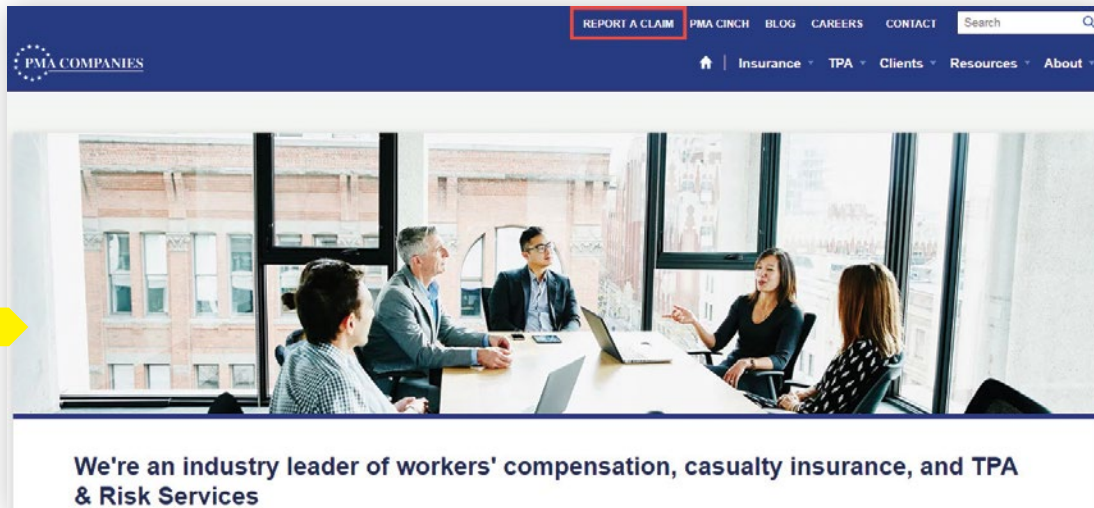 REPORT A CLAIM PMA CINCH BLOG CAREERS CONTACT Search
PMA COMPANIES
Insurance TPA Clients Resources About
We're an industry leader of workers' compensation, casualty insurance, and TPA
& Risk Services